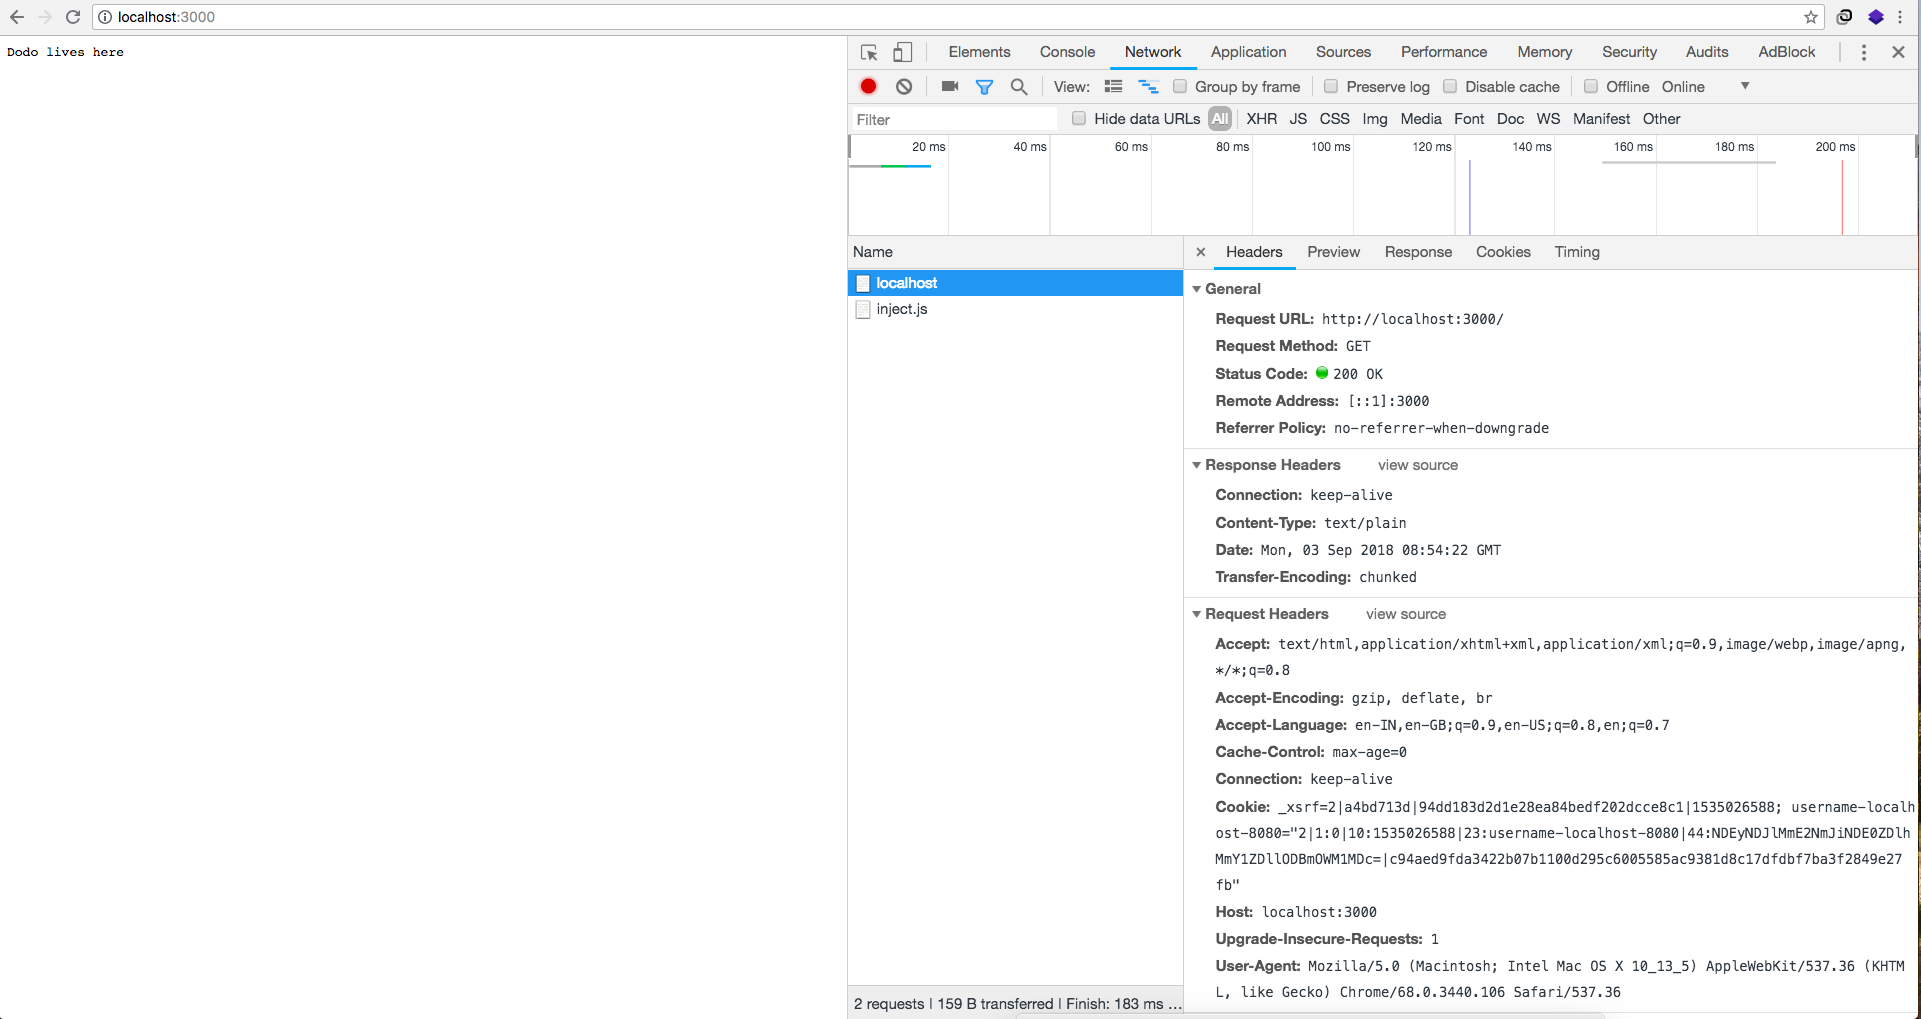 localhost:3000
Dodo lives here
Elements Console Network Application Sources Performance Memory Security Audits AdBlock
View: Group by frame Preserve log Disable cache Offline Online
Filter Hide data URLs All XHR JS CSS Img Media Font Doc WS Manifest Other
20 ms 40 ms 60 ms 80 ms 100 ms 120 ms 140 ms 160 ms 180 ms 200 ms
Name
localhost
inject.js
2 requests | 159 B transferred | Finish: 183 ms ...
× Headers Preview Response Cookies Timing
General
Request URL: http://localhost:3000/
Request Method: GET
Status Code: 200 OK
Remote Address: [::1]:3000
Referrer Policy: no-referrer-when-downgrade
Response Headers view source
Connection: keep-alive
Content-Type: text/plain
Date: Mon, 03 Sep 2018 08:54:22 GMT
Transfer-Encoding: chunked
Request Headers view source
Accept: text/html,application/xhtml+xml,application/xml;q=0.9,image/webp,image/apng,
*/*;q=0.8
Accept-Encoding: gzip, deflate, br
Accept-Language: en-IN,en-GB;q=0.9,en-US;q=0.8,en;q=0.7
Cache-Control: max-age=0
Connection: keep-alive
Cookie: _xsrf=2|a4bd713d|94dd183d2d1e28ea84bedf202dcce8c1|1535026588; username-localh
ost-8080="2|1:0|10:1535026588|23:username-localhost-8080|44:NDEyNDJlMmE2NmJiNDE0ZDlh
MmY1ZDllODBmOWM1MDc=|c94aed9fda3422b07b1100d295c6005585ac9381d8c17dfdbf7ba3f2849e27
fb"
Host: localhost:3000
Upgrade-Insecure-Requests: 1
User-Agent: Mozilla/5.0 (Macintosh; Intel Mac OS X 10_13_5) AppleWebKit/537.36 (KHTM
L, like Gecko) Chrome/68.0.3440.106 Safari/537.36